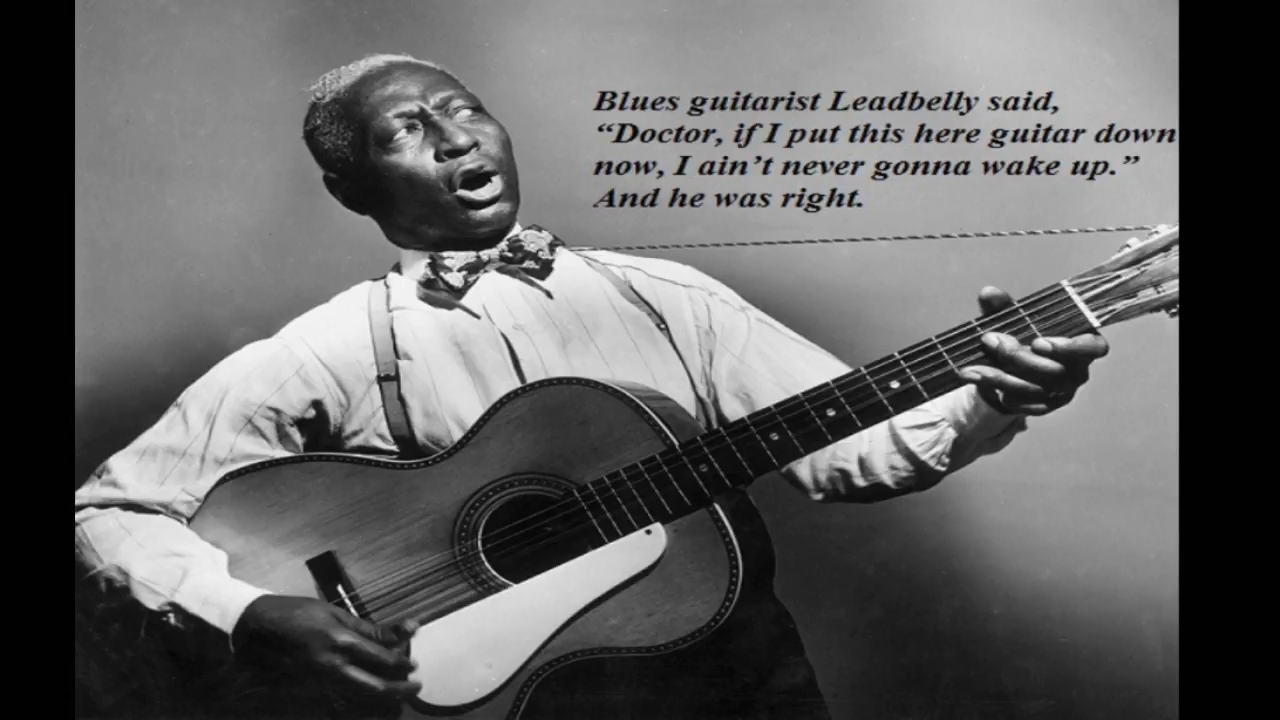 Blues guitarist Leadbelly said,
“Doctor, if I put this here guitar down
now, I ain’t never gonna wake up.”
And he was right.